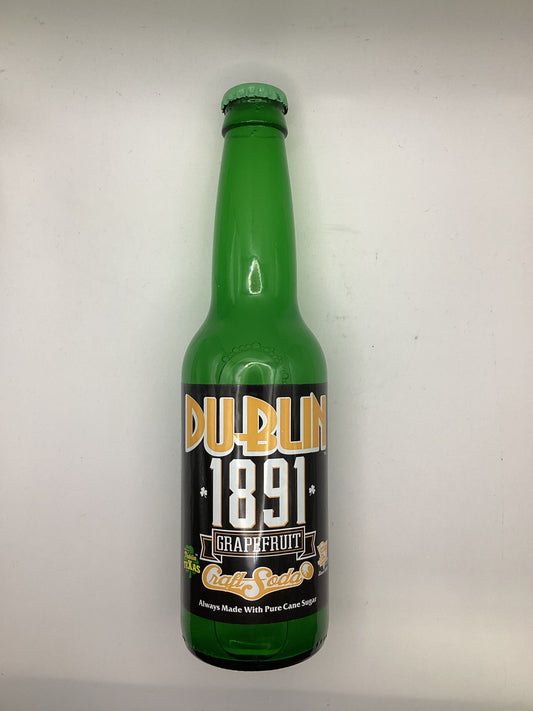 DUBLIN
1891
GRAPEFRUIT
TEXAS
Craft Soda
Always Made With Pure Cane Sugar